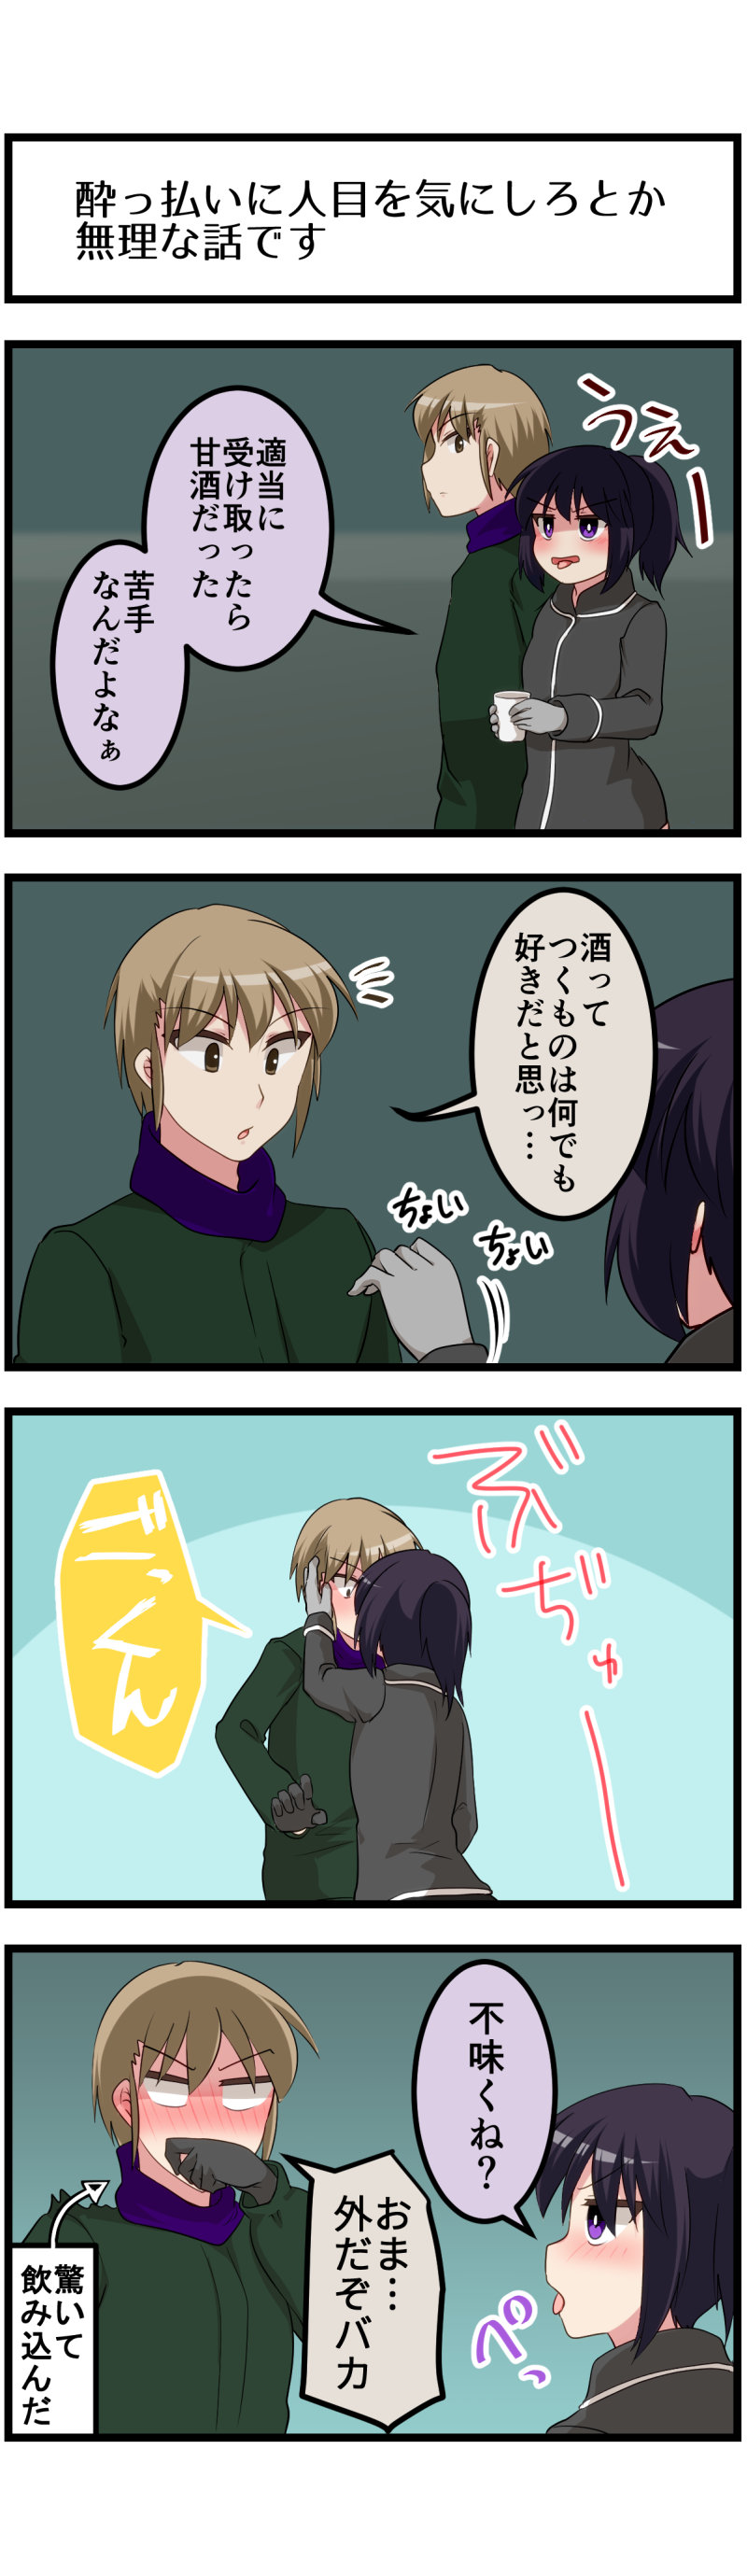 酔っ払いに人目を気にしろとか
無理な話です
うぇー
適当に
受け取ったら
甘酒だった
苦手
なんだよなぁ
酒って
つくものは何でも
好きだと思っ…
ちょい
ちょい
ぶぢゅー
ごっくん
不味くね?
ぺっ
おま…
外だぞバカ
驚いて
飲み込んだ